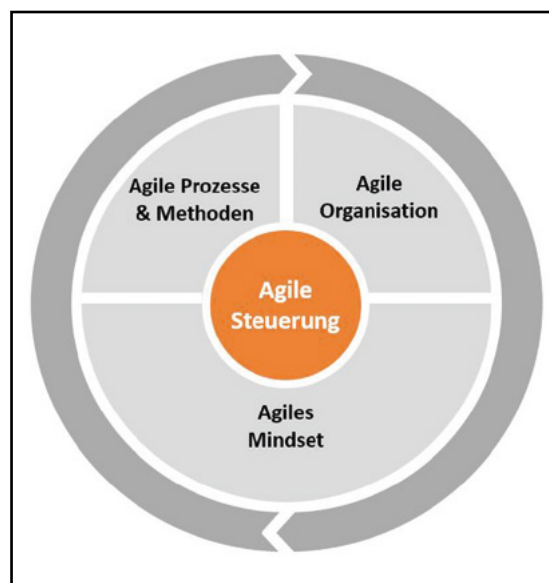 Agile Prozesse
& Methoden
Agile
Organisation
Agile
Steuerung
Agiles
Mindset